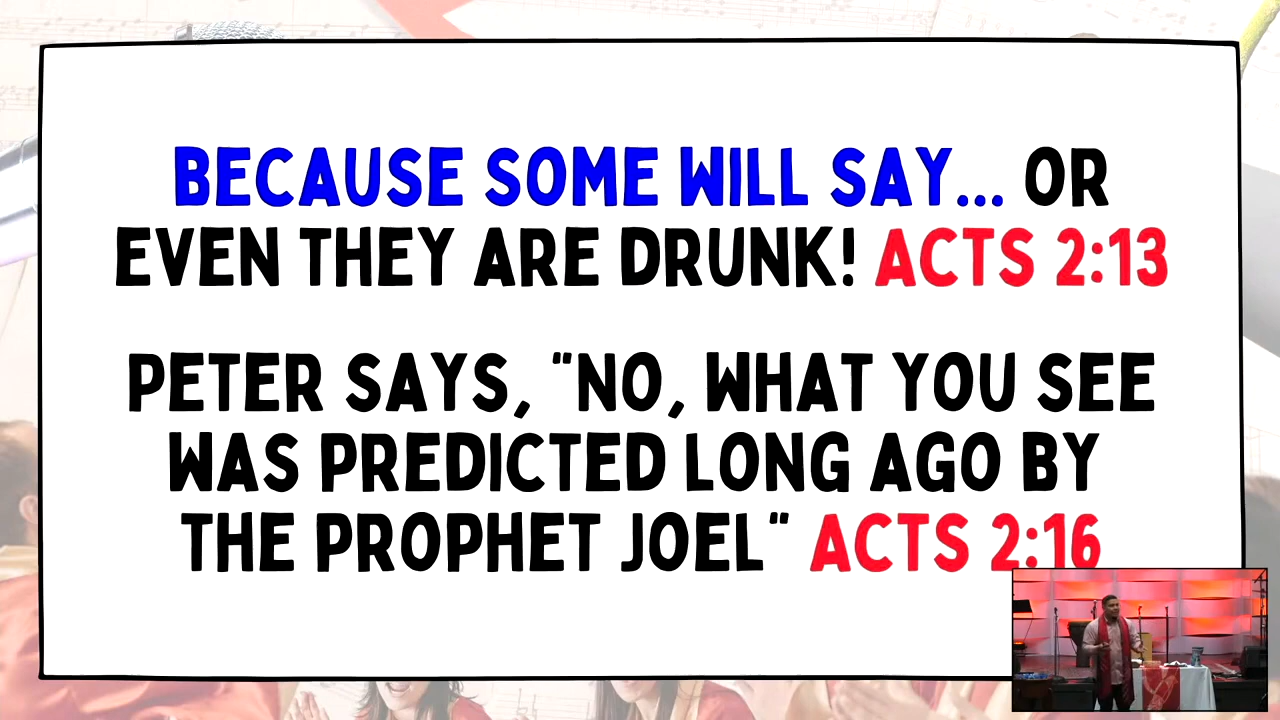 BECAUSE SOME WILL SAY... OR
EVEN THEY ARE DRUNK! ACTS 2:13
PETER SAYS, "NO, WHAT YOU SEE
WAS PREDICTED LONG AGO BY
THE PROPHET JOEL" ACTS 2:16